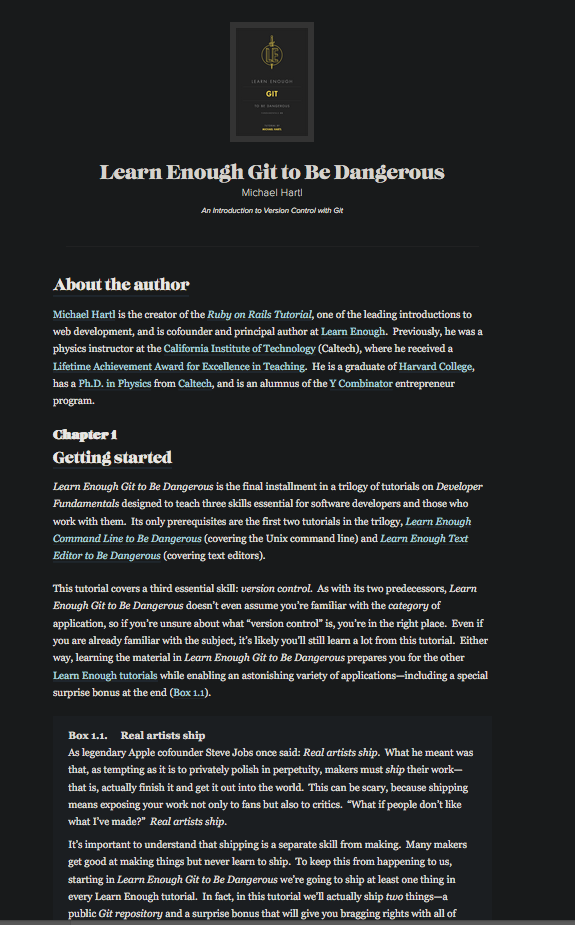 LE
LEARN ENOUGH
GIT
TO BE DANGEROUS
MICHAEL HARTL
Learn Enough Git to Be Dangerous
Michael Hartl
An Introduction to Version Control with Git
About the author
Michael Hartl is the creator of the Ruby on Rails Tutorial, one of the leading introductions to
web development, and is cofounder and principal author at Learn Enough. Previously, he was a
physics instructor at the California Institute of Technology (Caltech), where he received a
Lifetime Achievement Award for Excellence in Teaching. He is a graduate of Harvard College,
has a Ph.D. in Physics from Caltech, and is an alumnus of the Y Combinator entrepreneur
program.
Chapter 1
Getting started
Learn Enough Git to Be Dangerous is the final installment in a trilogy of tutorials on Developer
Fundamentals designed to teach three skills essential for software developers and those who
work with them. Its only prerequisites are the first two tutorials in the trilogy, Learn Enough
Command Line to Be Dangerous (covering the Unix command line) and Learn Enough Text
Editor to Be Dangerous (covering text editors).
This tutorial covers a third essential skill: version control. As with its two predecessors, Learn
Enough Git to Be Dangerous doesn’t even assume you’re familiar with the category of
application, so if you’re unsure about what “version control” is, you’re in the right place. Even if
you are already familiar with the subject, it’s likely you’ll still learn a lot from this tutorial. Either
way, learning the material in Learn Enough Git to Be Dangerous prepares you for the other
Learn Enough tutorials while enabling an astonishing variety of applications—including a special
surprise bonus at the end (Box 1.1).
Box 1.1. Real artists ship
As legendary Apple cofounder Steve Jobs once said: Real artists ship. What he meant was
that, as tempting as it is to privately polish in perpetuity, makers must ship their work—
that is, actually finish it and get it out into the world. This can be scary, because shipping
means exposing your work not only to fans but also to critics. “What if people don’t like
what I’ve made?” Real artists ship.
It’s important to understand that shipping is a separate skill from making. Many makers
get good at making things but never learn to ship. To keep this from happening to us,
starting in Learn Enough Git to Be Dangerous we’re going to ship at least one thing in
every Learn Enough tutorial. In fact, in this tutorial we’ll actually ship two things—a
public Git repository and a surprise bonus that will give you bragging rights with all of